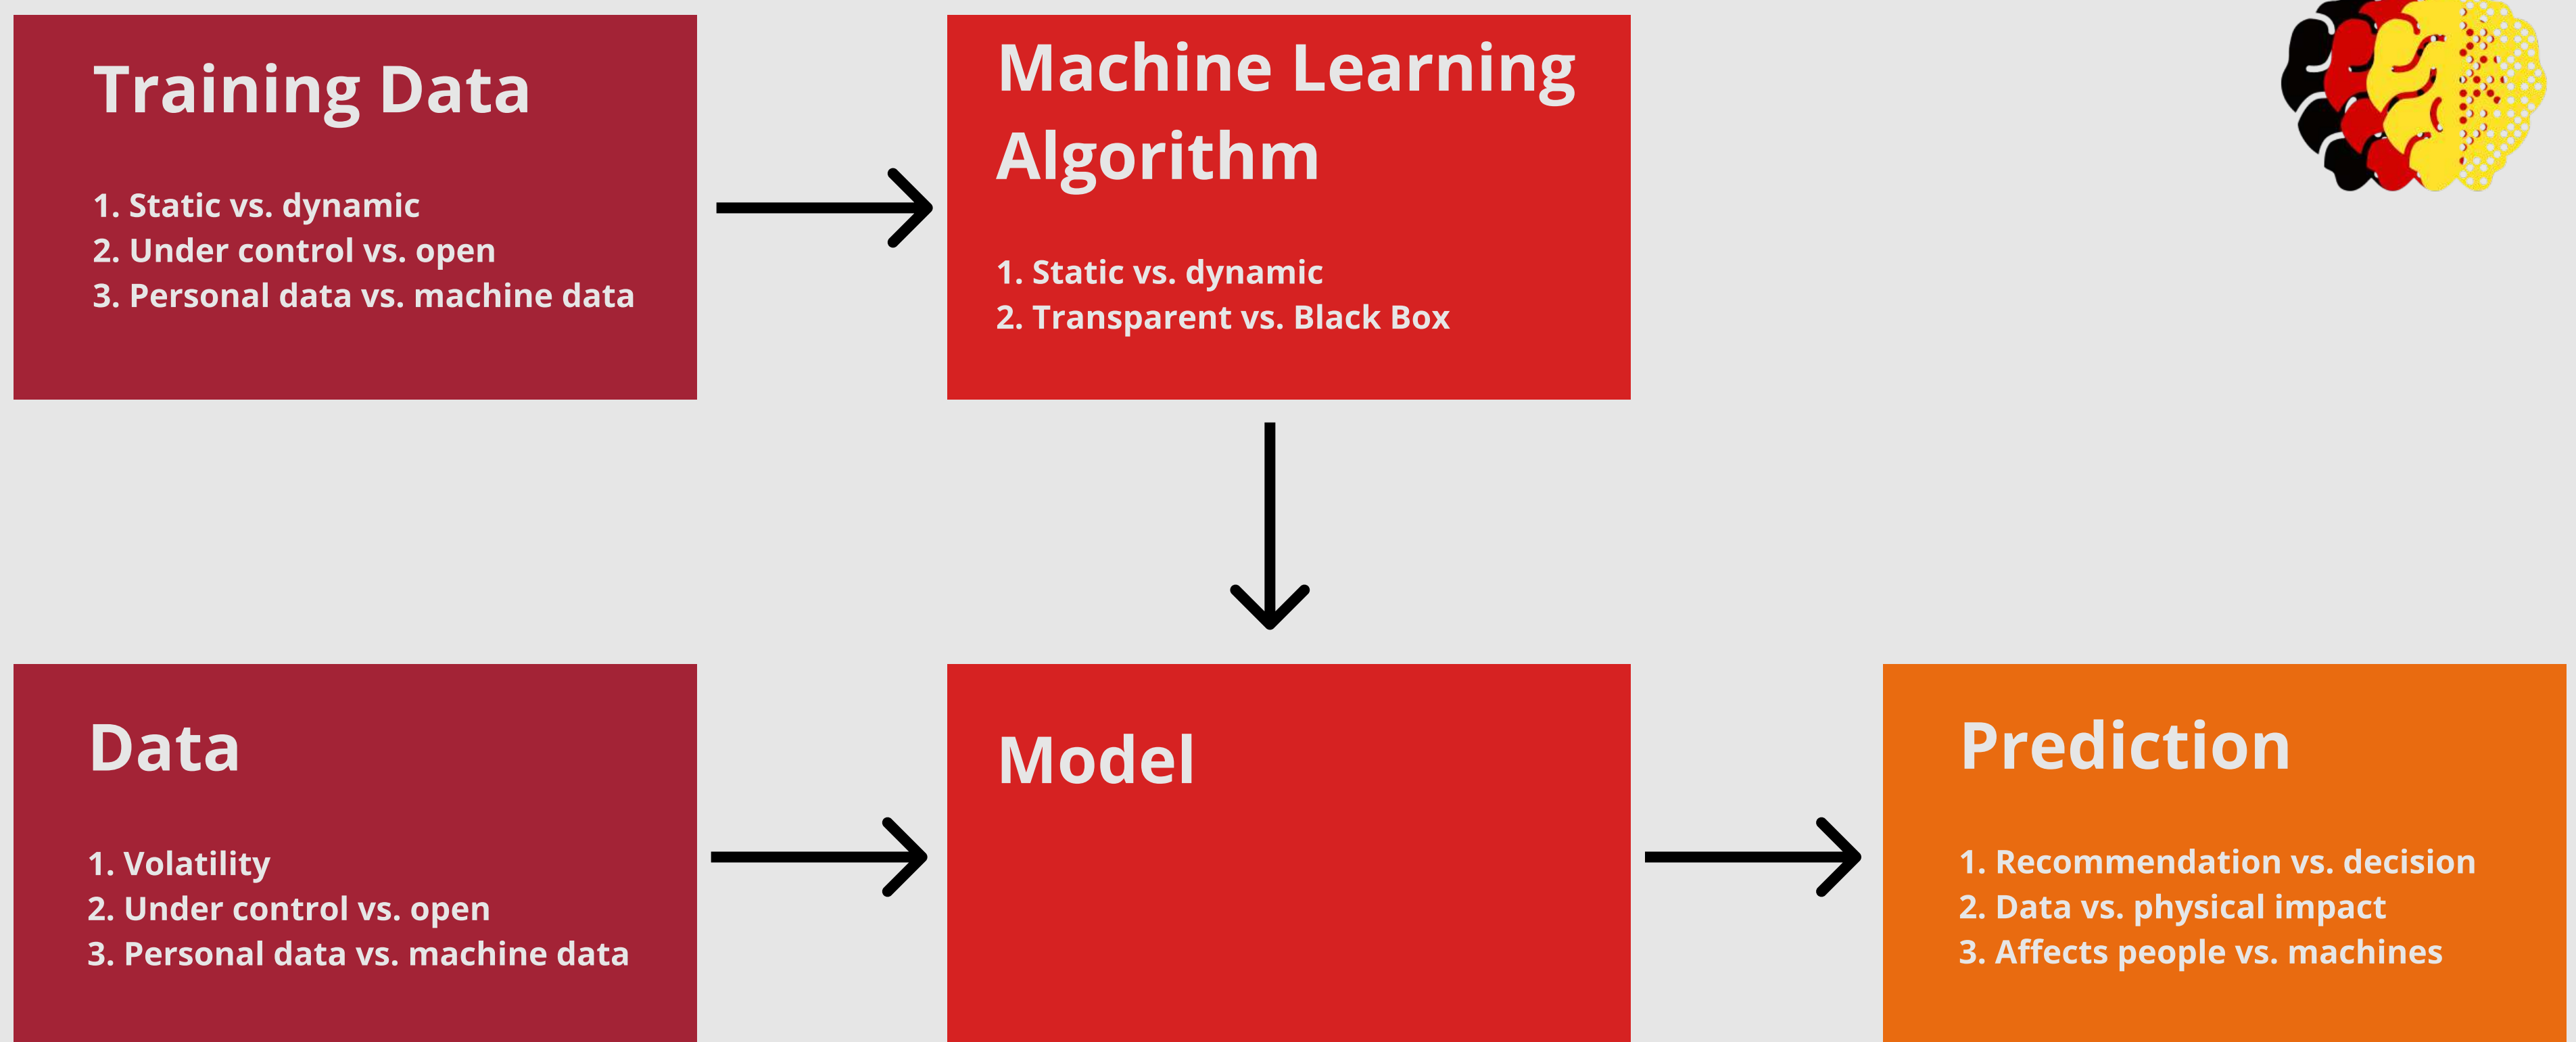 Training Data
1. Static vs. dynamic
2. Under control vs. open
3. Personal data vs. machine data
Machine Learning
Algorithm
1. Static vs. dynamic
2. Transparent vs. Black Box
Data
1. Volatility
2. Under control vs. open
3. Personal data vs. machine data
Model
Prediction
1. Recommendation vs. decision
2. Data vs. physical impact
3. Affects people vs. machines